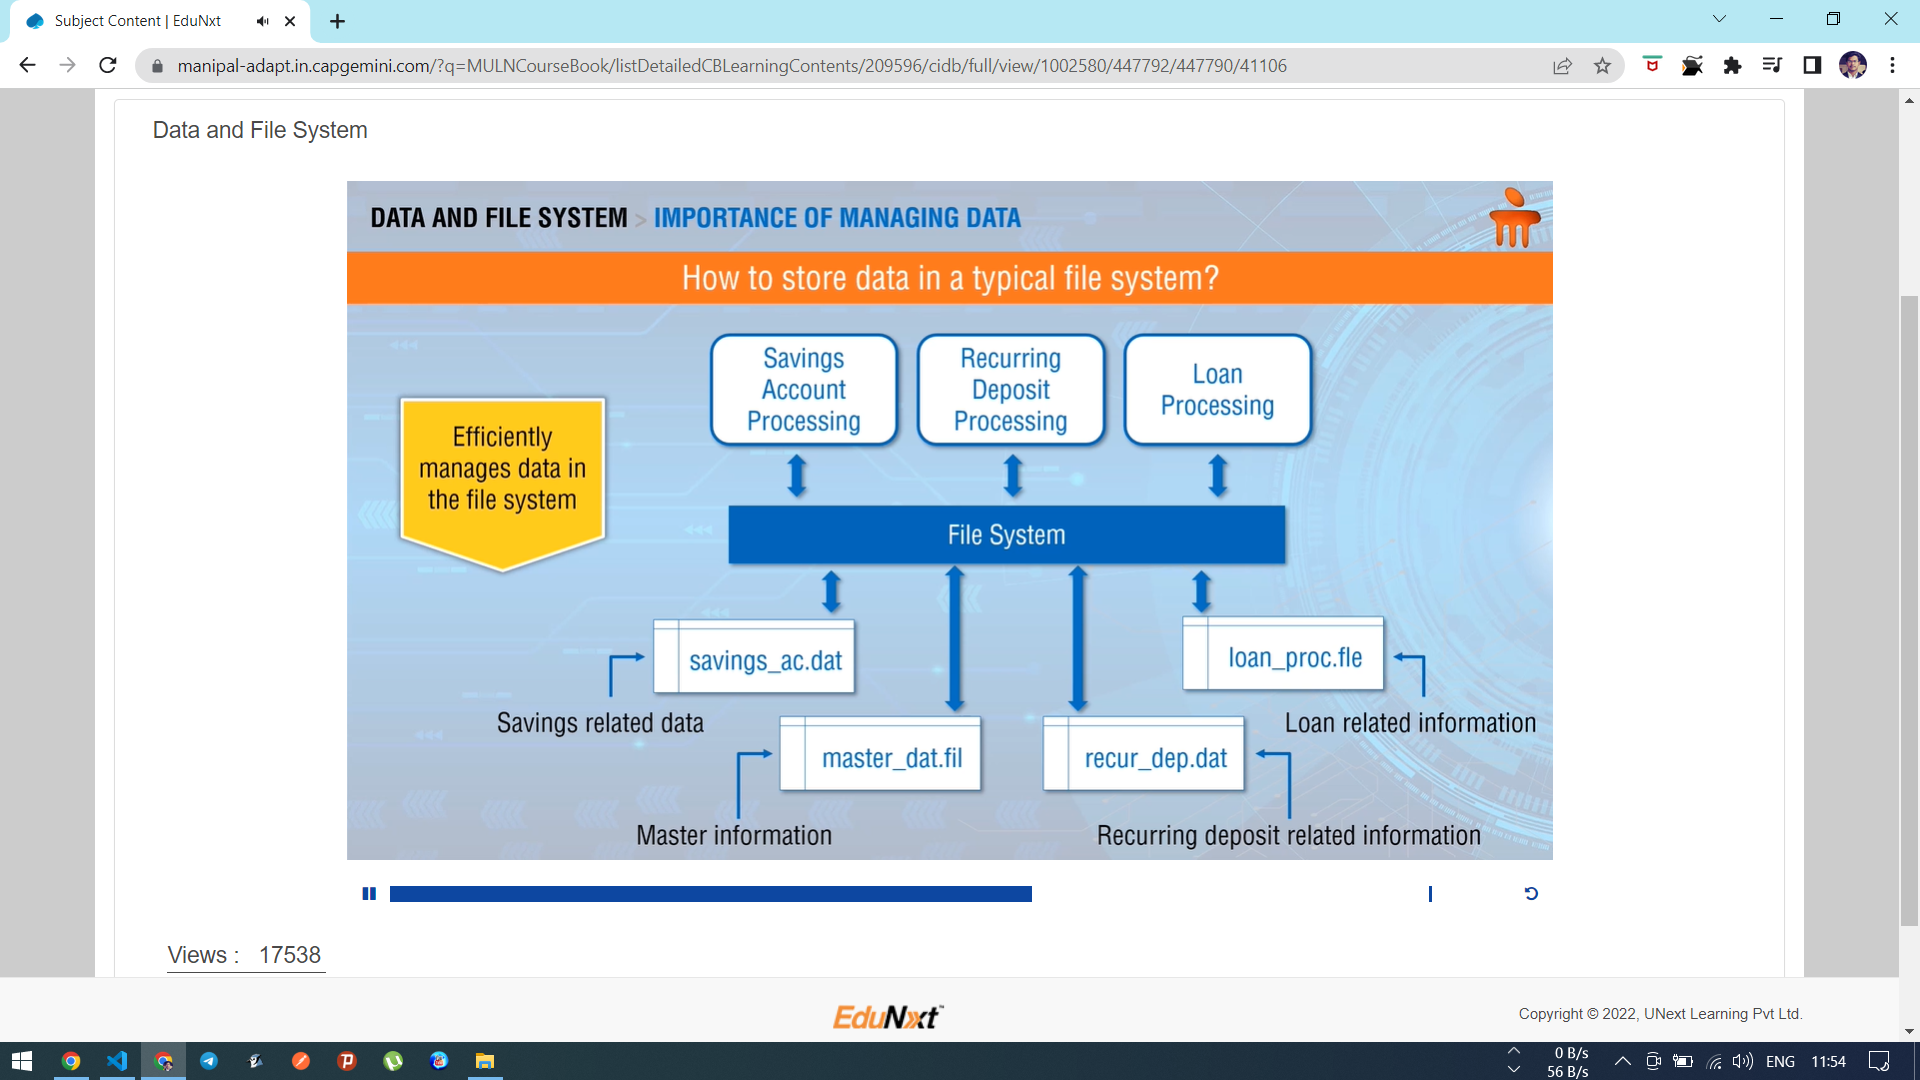 Subject Content | EduNxt
manipal-adapt.in.capgemini.com/?q=MULNCourseBook/listDetailedCBLearningContents/209596/cidb/full/view/1002580/447792/447790/41106
Data and File System
DATA AND FILE SYSTEM > IMPORTANCE OF MANAGING DATA
How to store data in a typical file system?
Savings
Account
Processing
Recurring
Deposit
Processing
Loan
Processing
Efficiently
manages data in
the file system
File System
savings_ac.dat
loan_proc.fle
Savings related data
Loan related information
master_dat.fil
recur_dep.dat
Master information
Recurring deposit related information
Views : 17538
EduNxt™
Copyright © 2022, UNext Learning Pvt Ltd.
0 B/s
56 B/s
ENG
11:54